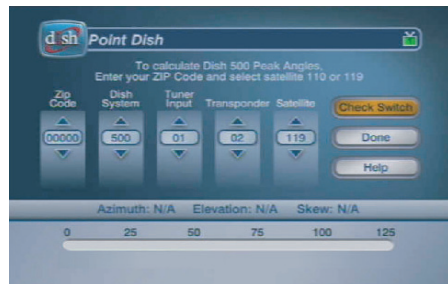 dish Point Dish
To calculate Dish 500 Peak Angles,
Enter your ZIP Code and select satellite 110 or 119
Zip Code Dish System Tuner Input Transponder Satellite
00000 500 01 02 119
Check Switch
Done
Help
Azimuth: N/A Elevation: N/A Skew: N/A
0 25 50 75 100 125